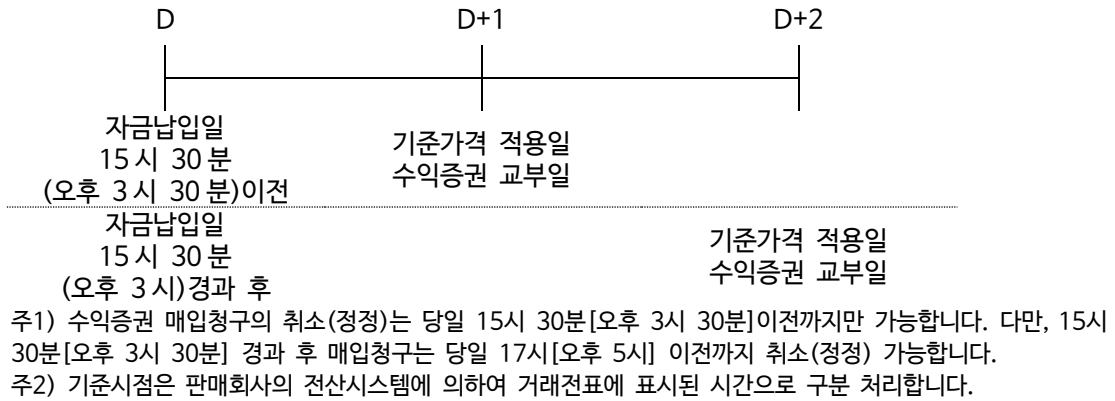 D D+1 D+2
자금납입일
15시 30분
(오후 3시 30분)이전
기준가격 적용일
수익증권 교부일
자금납입일
15시 30분
(오후 3시)경과 후
기준가격 적용일
수익증권 교부일
주1) 수익증권 매입청구의 취소(정정)는 당일 15시 30분[오후 3시 30분]이전까지만 가능합니다. 다만, 15시
30분[오후 3시 30분] 경과 후 매입청구는 당일 17시[오후 5시] 이전까지 취소(정정) 가능합니다.
주2) 기준시점은 판매회사의 전산시스템에 의하여 거래전표에 표시된 시간으로 구분 처리합니다.